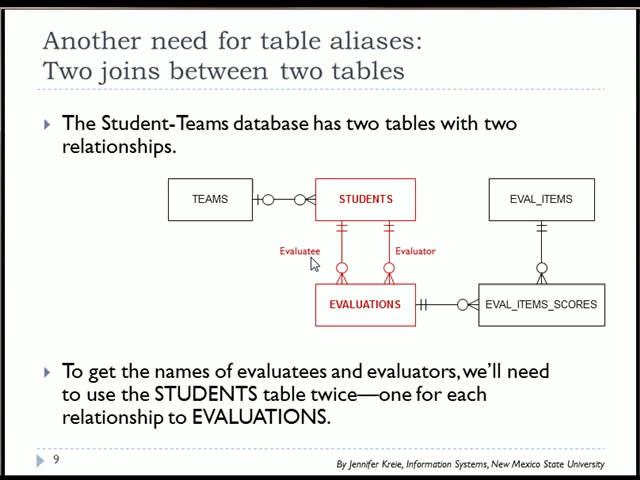 Another need for table aliases:
Two joins between two tables
The Student-Teams database has two tables with two
relationships.
TEAMS
STUDENTS
EVAL_ITEMS
Evaluatee
Evaluator
EVALUATIONS
EVAL_ITEMS_SCORES
To get the names of evaluatees and evaluators, we'll need
to use the STUDENTS table twice—one for each
relationship to EVALUATIONS.
9
By Jennifer Kreie, Information Systems, New Mexico State University